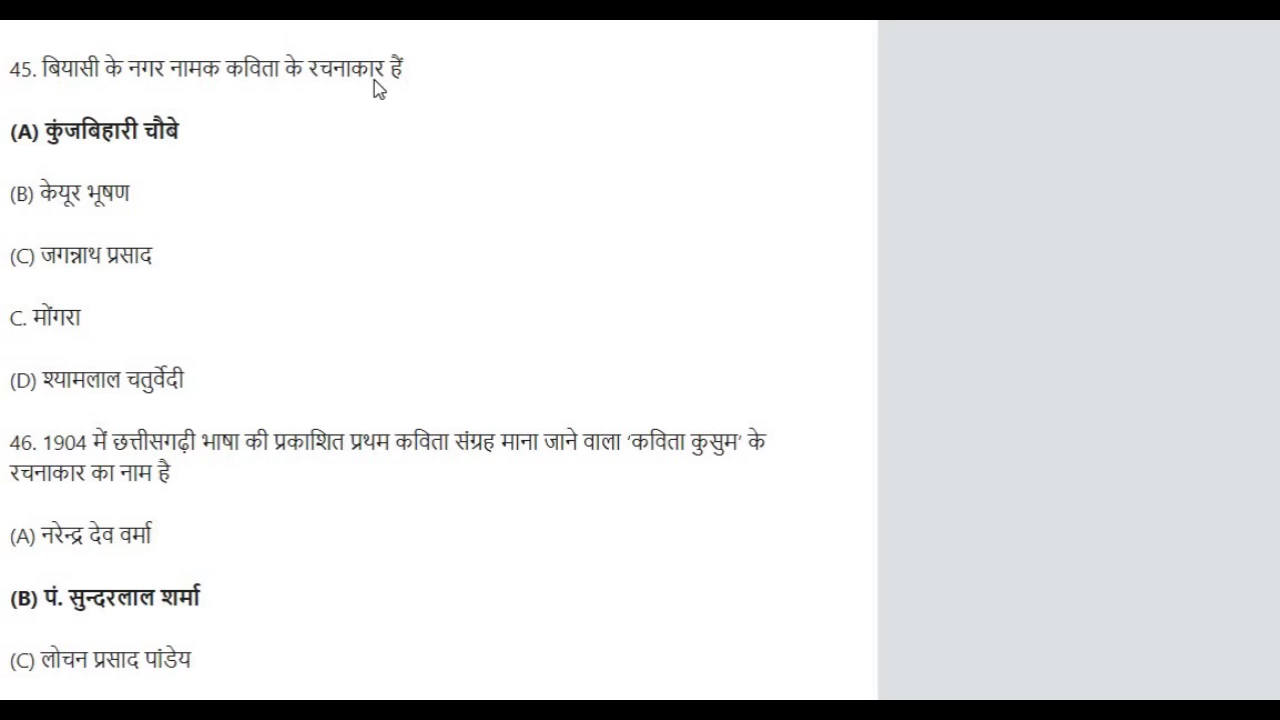 45. बियासी के नगर नामक कविता के रचनाकार हैं
(A) कुंजबिहारी चौबे
(B) केयूर भूषण
(C) जगन्नाथ प्रसाद
C. मोंगरा
(D) श्यामलाल चतुर्वेदी
46. 1904 में छत्तीसगढ़ी भाषा की प्रकाशित प्रथम कविता संग्रह माना जाने वाला ‘कविता कुसुम’ के
रचनाकार का नाम है
(A) नरेन्द्र देव वर्मा
(B) पं. सुन्दरलाल शर्मा
(C) लोचन प्रसाद पांडेय